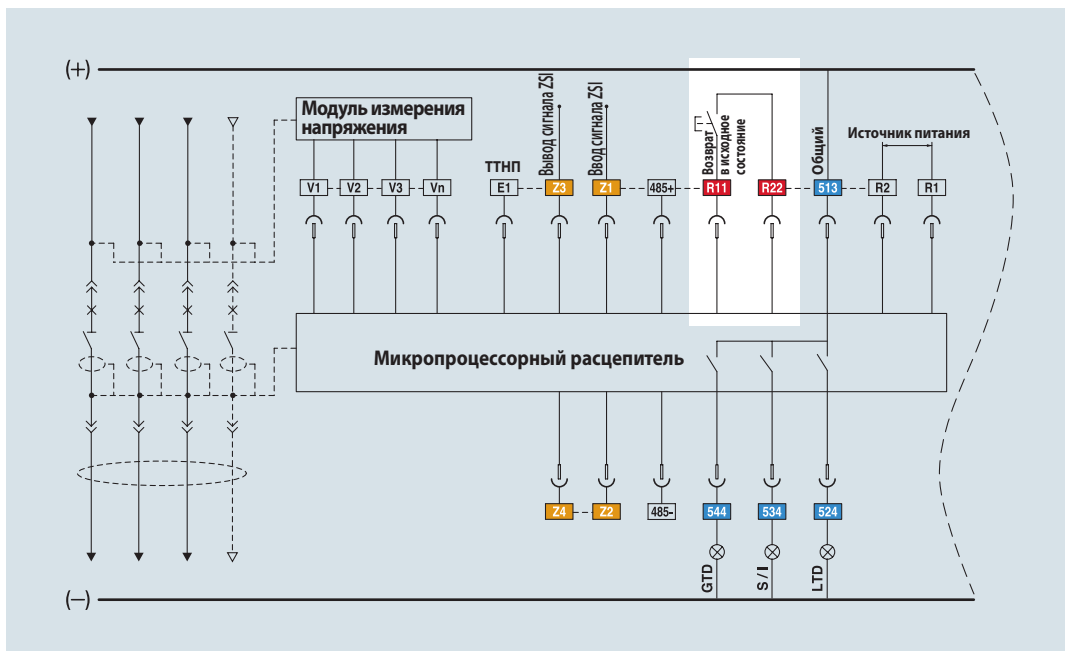 (+)
Модуль измерения
напряжения
ТТНП
Вывод сигнала ZSI
Ввод сигнала ZSI
Возврат
в исходное
состояние
Общий
Источник питания
V1
V2
V3
Vn
E1
Z3
Z1
485+
R11
R22
513
R2
R1
Микропроцессорный расцепитель
Z4
Z2
485-
544
534
524
GTD
S / I
LTD
(—)